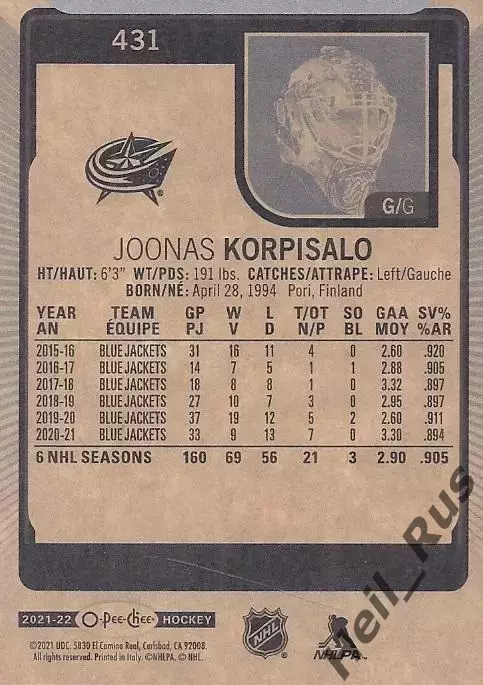 431
G/G
JOONAS KORPISALO
HT/HAUT: 6'3" WT/PDS: 191 lbs. CATCHES/ATTRAPE: Left/Gauche
BORN/NÉ: April 28, 1994 Pori, Finland
YEAR TEAM GP W L T/OT SO GAA SV%
AN ÉQUIPE PJ V D N/P BL MOY %AR
2015-16 BLUE JACKETS 31 16 11 4 0 2.60 .920
2016-17 BLUE JACKETS 14 7 5 1 1 2.88 .905
2017-18 BLUE JACKETS 18 8 8 1 0 3.32 .897
2018-19 BLUE JACKETS 27 10 7 3 0 2.95 .897
2019-20 BLUE JACKETS 37 19 12 5 2 2.60 .911
2020-21 BLUE JACKETS 33 9 13 7 0 3.30 .894
6 NHL SEASONS 160 69 56 21 3 2.90 .905
2021-22 O-Pee-Chee HOCKEY
©2021 UDC. 5830 El Camino Real, Carlsbad, CA 92008.
All rights reserved. Printed in Italy. ©NHLPA. © NHL.
NHL
NHLPA
Meil_Rus